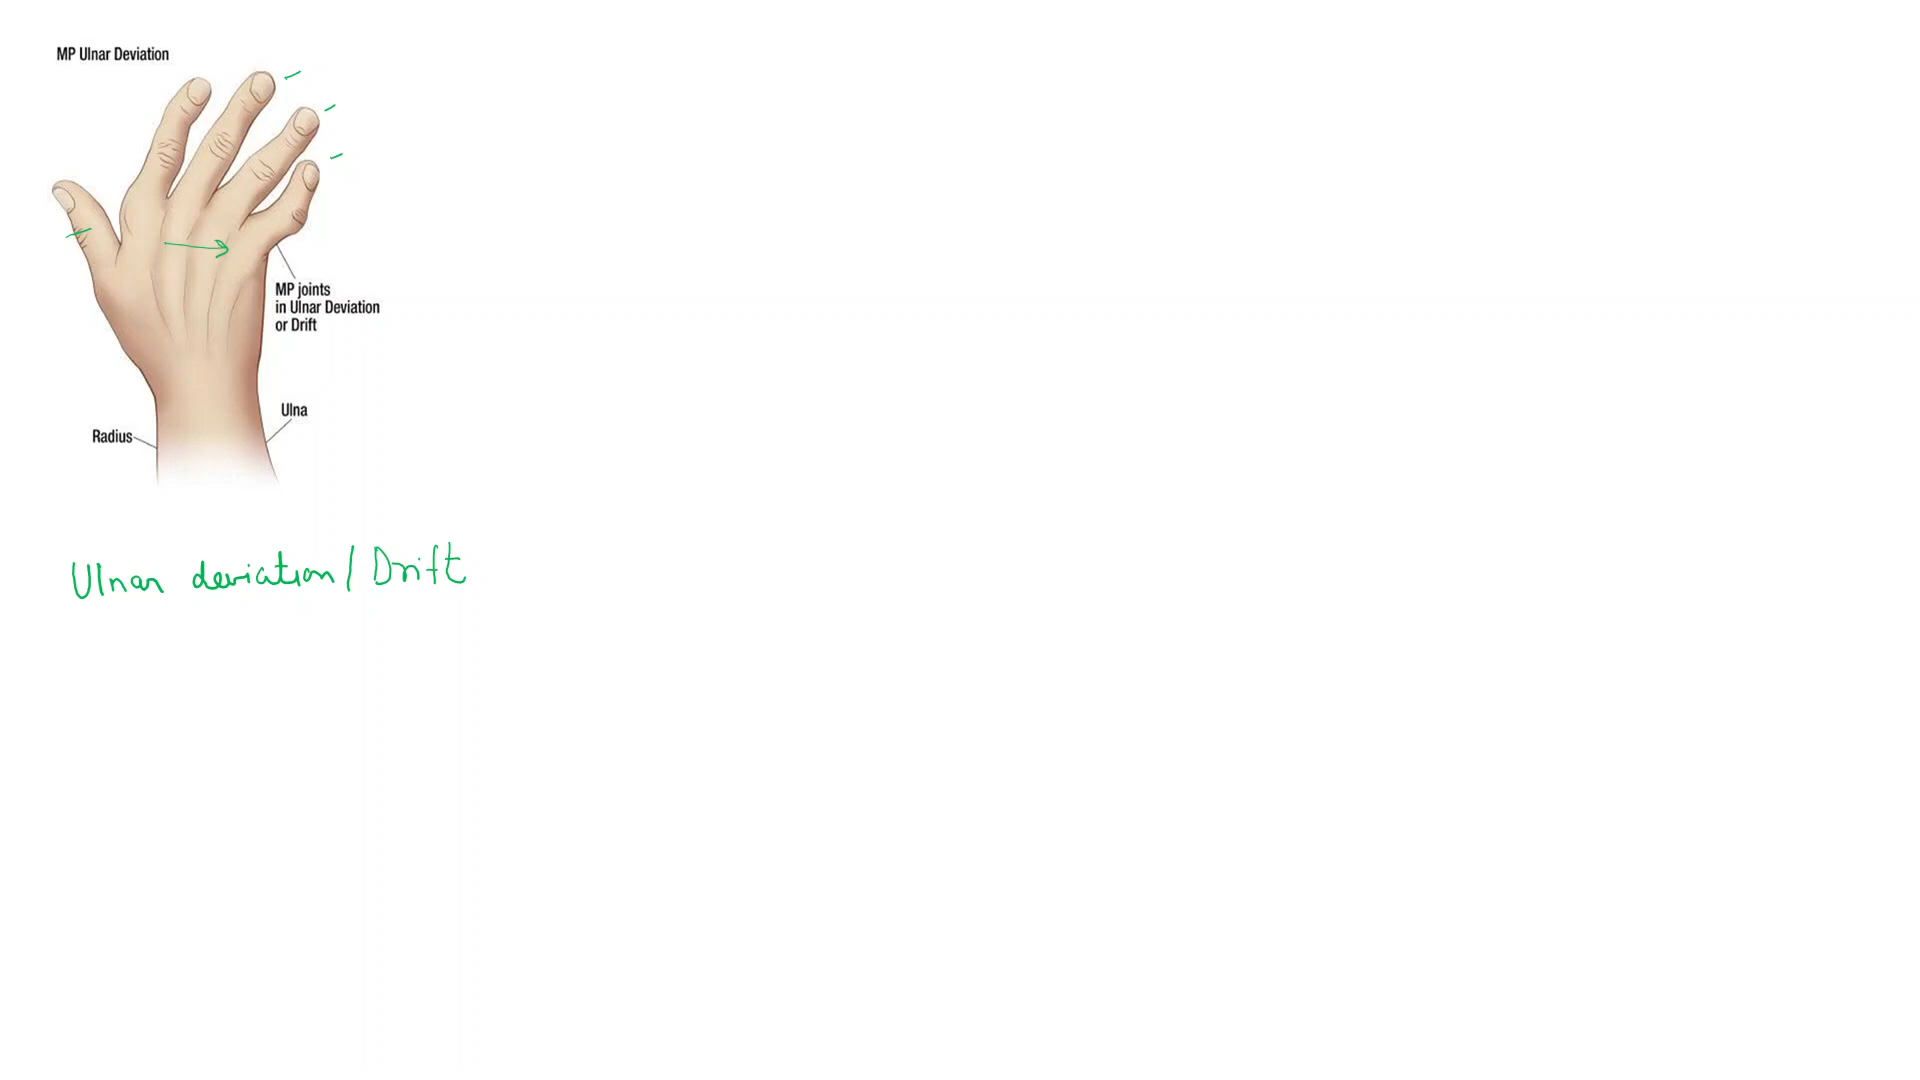 MP Ulnar Deviation
MP joints
in Ulnar Deviation
or Drift
Ulna
Radius
Ulnar deviation/Drift